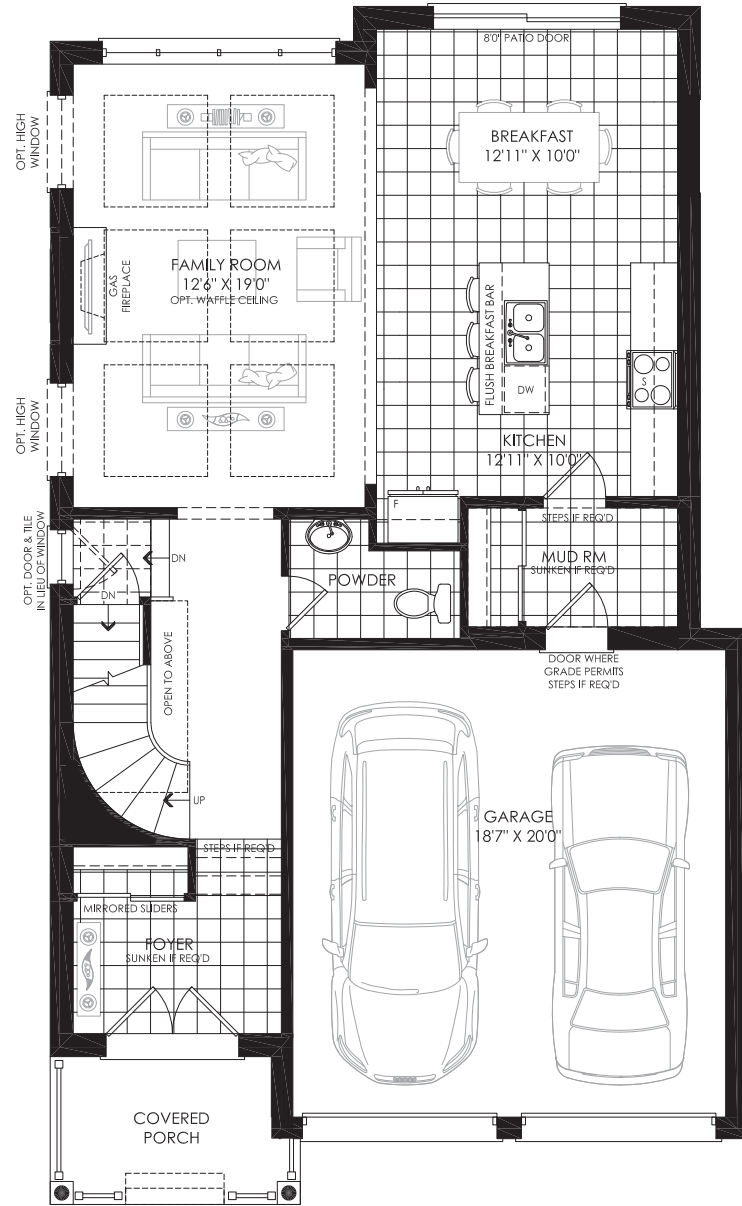 8'0" PATIO DOOR
OPT. HIGH
WINDOW
BREAKFAST
12'11" X 10'0"
FAMILY ROOM
12'6" X 19'0"
OPT. WAFFLE CEILING
GAS
FIREPLACE
FLUSH BREAKFAST BAR
DW
S
OPT. HIGH
WINDOW
KITCHEN
12'11" X 10'0"
F
STEPS IF REQ'D
MUD RM
SUNKEN IF REQ'D
OPT. DOOR & TILE
IN LIEU OF WINDOW
DN
DN
POWDER
OPEN TO ABOVE
DOOR WHERE
GRADE PERMITS
STEPS IF REQ'D
UP
GARAGE
18'7" X 20'0"
STEPS IF REQ'D
MIRRORED SLIDERS
FOYER
SUNKEN IF REQ'D
COVERED
PORCH